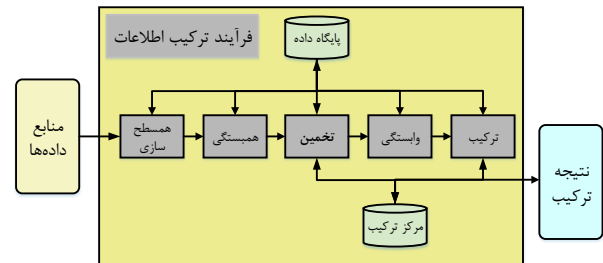 فرآیند ترکیب اطلاعات
پایگاه داده
منابع
داده‌ها
همسطح
سازی
همبستگی
تخمین
وابستگی
ترکیب
نتیجه
ترکیب
مرکز ترکیب